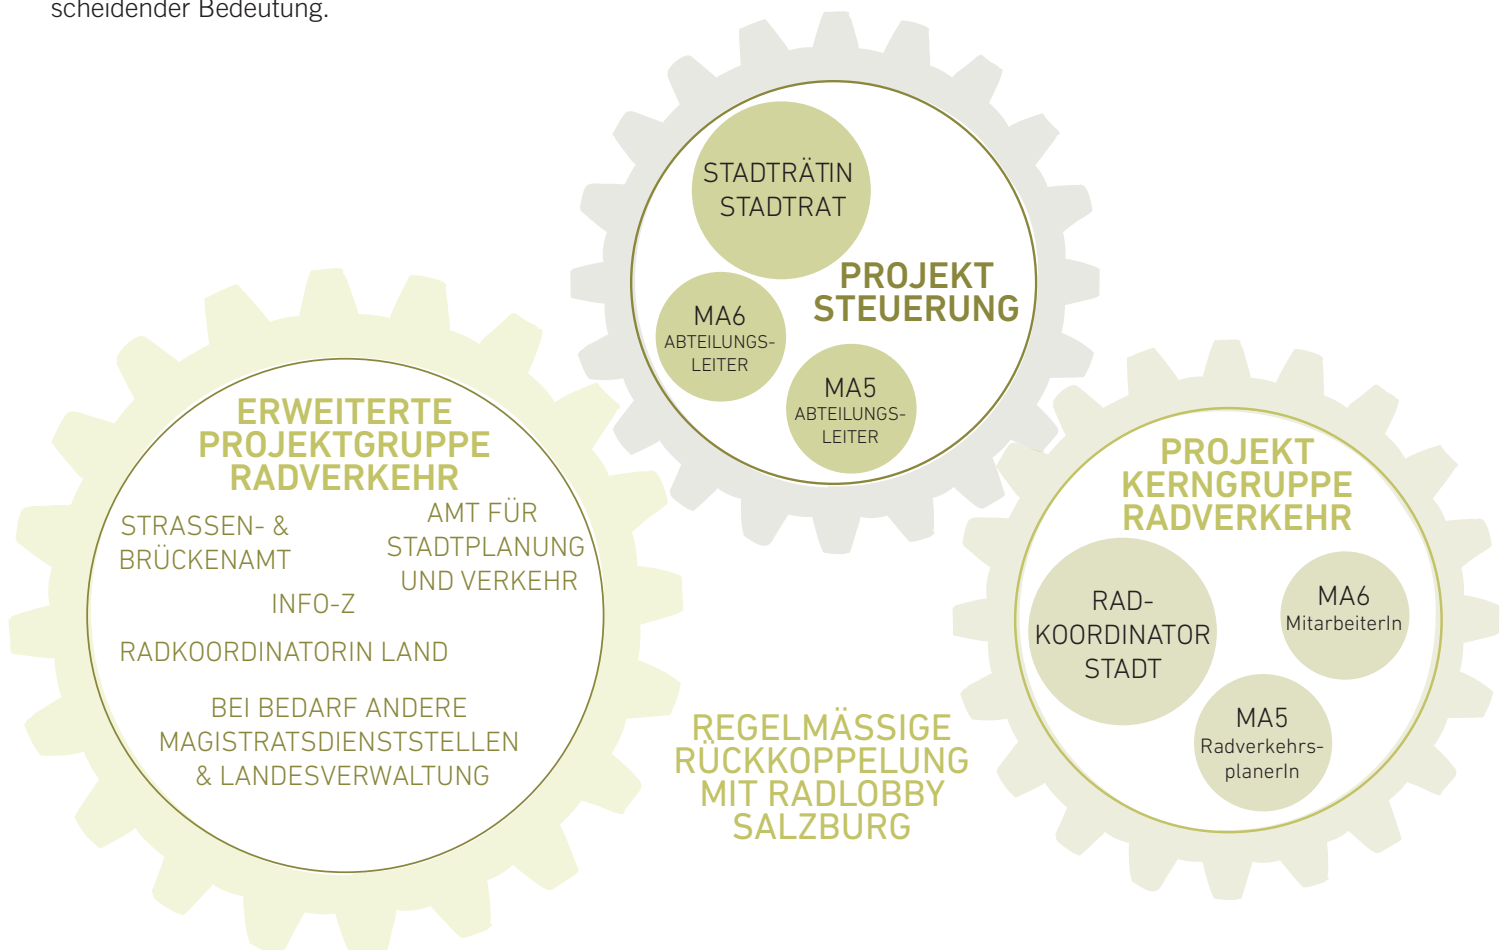 scheidender Bedeutung.
STADTRÄTIN
STADTRAT
PROJEKT
STEUERUNG
MA6
ABTEILUNGS-
LEITER
MA5
ABTEILUNGS-
LEITER
ERWEITERTE
PROJEKTGRUPPE
RADVERKEHR
STRASSEN- &
BRÜCKENAMT
AMT FÜR
STADTPLANUNG
UND VERKEHR
INFO-Z
RADKOORDINATORIN LAND
BEI BEDARF ANDERE
MAGISTRATSDIENSTSTELLEN
& LANDESVERWALTUNG
REGELMÄSSIGE
RÜCKKOPPELUNG
MIT RADLOBBY
SALZBURG
PROJEKT
KERNGRUPPE
RADVERKEHR
RAD-
KOORDINATOR
STADT
MA6
MitarbeiterIn
MA5
Radverkehrs-
planerIn